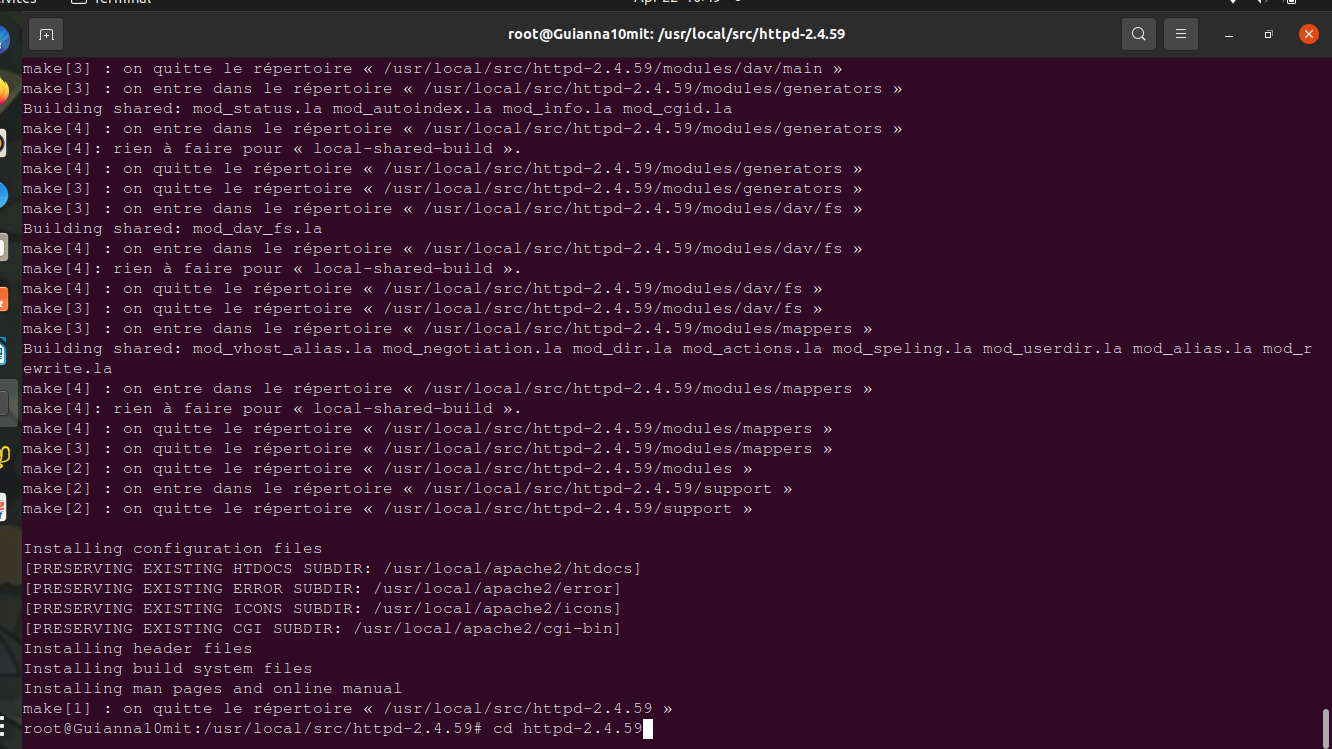 Terminal
root@Guianna10mit: /usr/local/src/httpd-2.4.59
make[3] : on quitte le répertoire « /usr/local/src/httpd-2.4.59/modules/dav/main »
make[3] : on entre dans le répertoire « /usr/local/src/httpd-2.4.59/modules/generators »
Building shared: mod_status.la mod_autoindex.la mod_info.la mod_cgid.la
make[4] : on entre dans le répertoire « /usr/local/src/httpd-2.4.59/modules/generators »
make[4]: rien à faire pour « local-shared-build ».
make[4] : on quitte le répertoire « /usr/local/src/httpd-2.4.59/modules/generators »
make[3] : on quitte le répertoire « /usr/local/src/httpd-2.4.59/modules/generators »
make[3] : on entre dans le répertoire « /usr/local/src/httpd-2.4.59/modules/dav/fs »
Building shared: mod_dav_fs.la
make[4] : on entre dans le répertoire « /usr/local/src/httpd-2.4.59/modules/dav/fs »
make[4]: rien à faire pour « local-shared-build ».
make[4] : on quitte le répertoire « /usr/local/src/httpd-2.4.59/modules/dav/fs »
make[3] : on quitte le répertoire « /usr/local/src/httpd-2.4.59/modules/dav/fs »
make[3] : on entre dans le répertoire « /usr/local/src/httpd-2.4.59/modules/mappers »
Building shared: mod_vhost_alias.la mod_negotiation.la mod_dir.la mod_actions.la mod_speling.la mod_userdir.la mod_alias.la mod_r
ewrite.la
make[4] : on entre dans le répertoire « /usr/local/src/httpd-2.4.59/modules/mappers »
make[4]: rien à faire pour « local-shared-build ».
make[4] : on quitte le répertoire « /usr/local/src/httpd-2.4.59/modules/mappers »
make[3] : on quitte le répertoire « /usr/local/src/httpd-2.4.59/modules/mappers »
make[2] : on quitte le répertoire « /usr/local/src/httpd-2.4.59/modules »
make[2] : on entre dans le répertoire « /usr/local/src/httpd-2.4.59/support »
make[2] : on quitte le répertoire « /usr/local/src/httpd-2.4.59/support »
Installing configuration files
[PRESERVING EXISTING HTDOCS SUBDIR: /usr/local/apache2/htdocs]
[PRESERVING EXISTING ERROR SUBDIR: /usr/local/apache2/error]
[PRESERVING EXISTING ICONS SUBDIR: /usr/local/apache2/icons]
[PRESERVING EXISTING CGI SUBDIR: /usr/local/apache2/cgi-bin]
Installing header files
Installing build system files
Installing man pages and online manual
make[1] : on quitte le répertoire « /usr/local/src/httpd-2.4.59 »
root@Guianna10mit:/usr/local/src/httpd-2.4.59# cd httpd-2.4.59